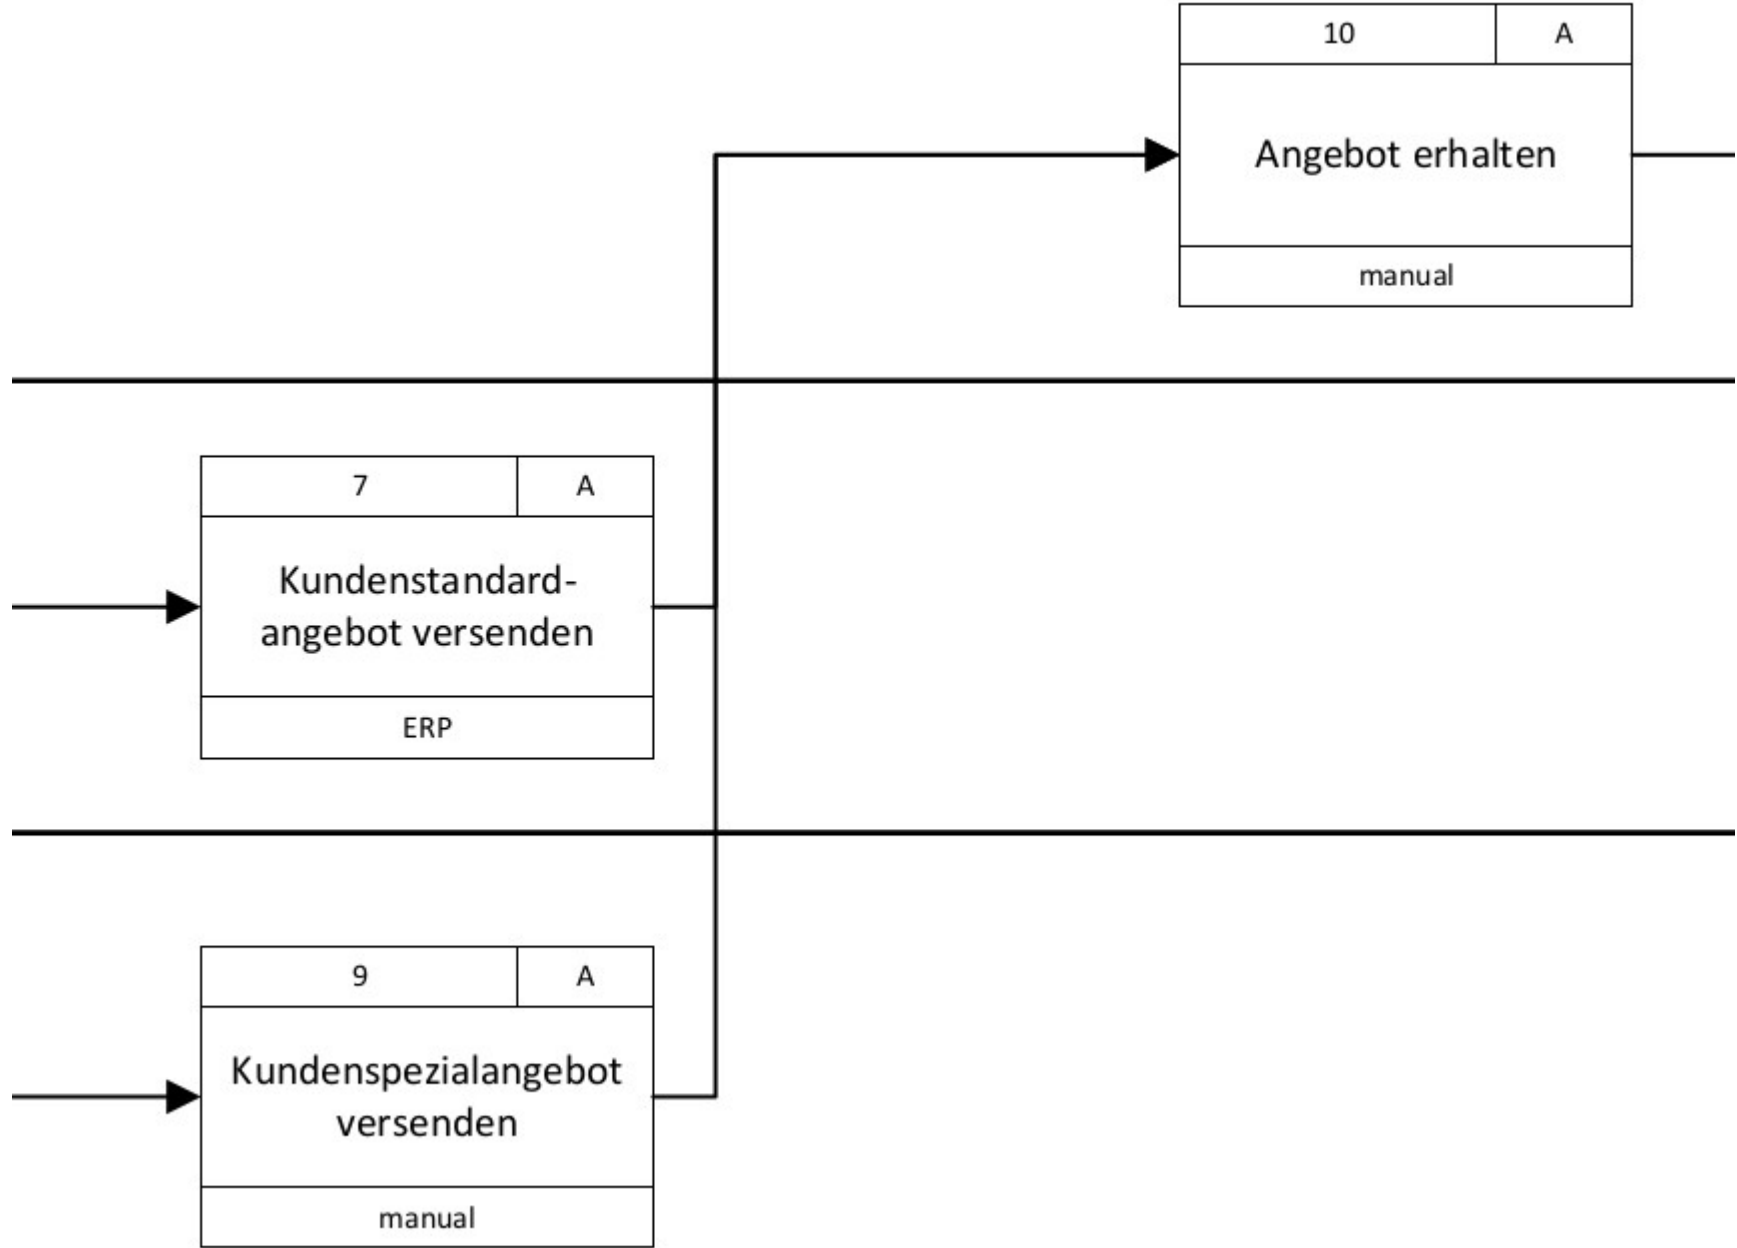 10 A
Angebot erhalten
manual
7 A
Kundenstandard-
angebot versenden
ERP
9 A
Kundenspezialangebot
versenden
manual